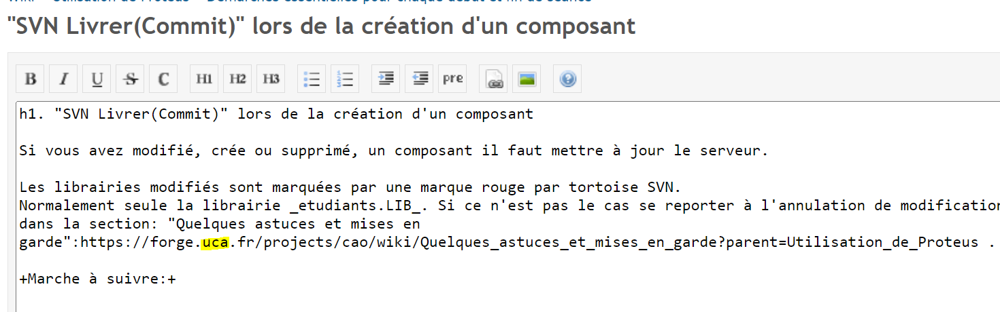 Wiki » Utilisation de Proteus » Démarches essentielles pour chaque début et fin de séance
"SVN Livrer(Commit)" lors de la création d'un composant
B I U S C H1 H2 H3 pre
h1. "SVN Livrer(Commit)" lors de la création d'un composant
Si vous avez modifié, crée ou supprimé, un composant il faut mettre à jour le serveur.
Les librairies modifiés sont marquées par une marque rouge par tortoise SVN.
Normalement seule la librairie _etudiants.LIB_. Si ce n'est pas le cas se reporter à l'annulation de modification
dans la section: "Quelques astuces et mises en
garde":https://forge.uca.fr/projects/cao/wiki/Quelques_astuces_et_mises_en_garde?parent=Utilisation_de_Proteus .
+Marche à suivre:+